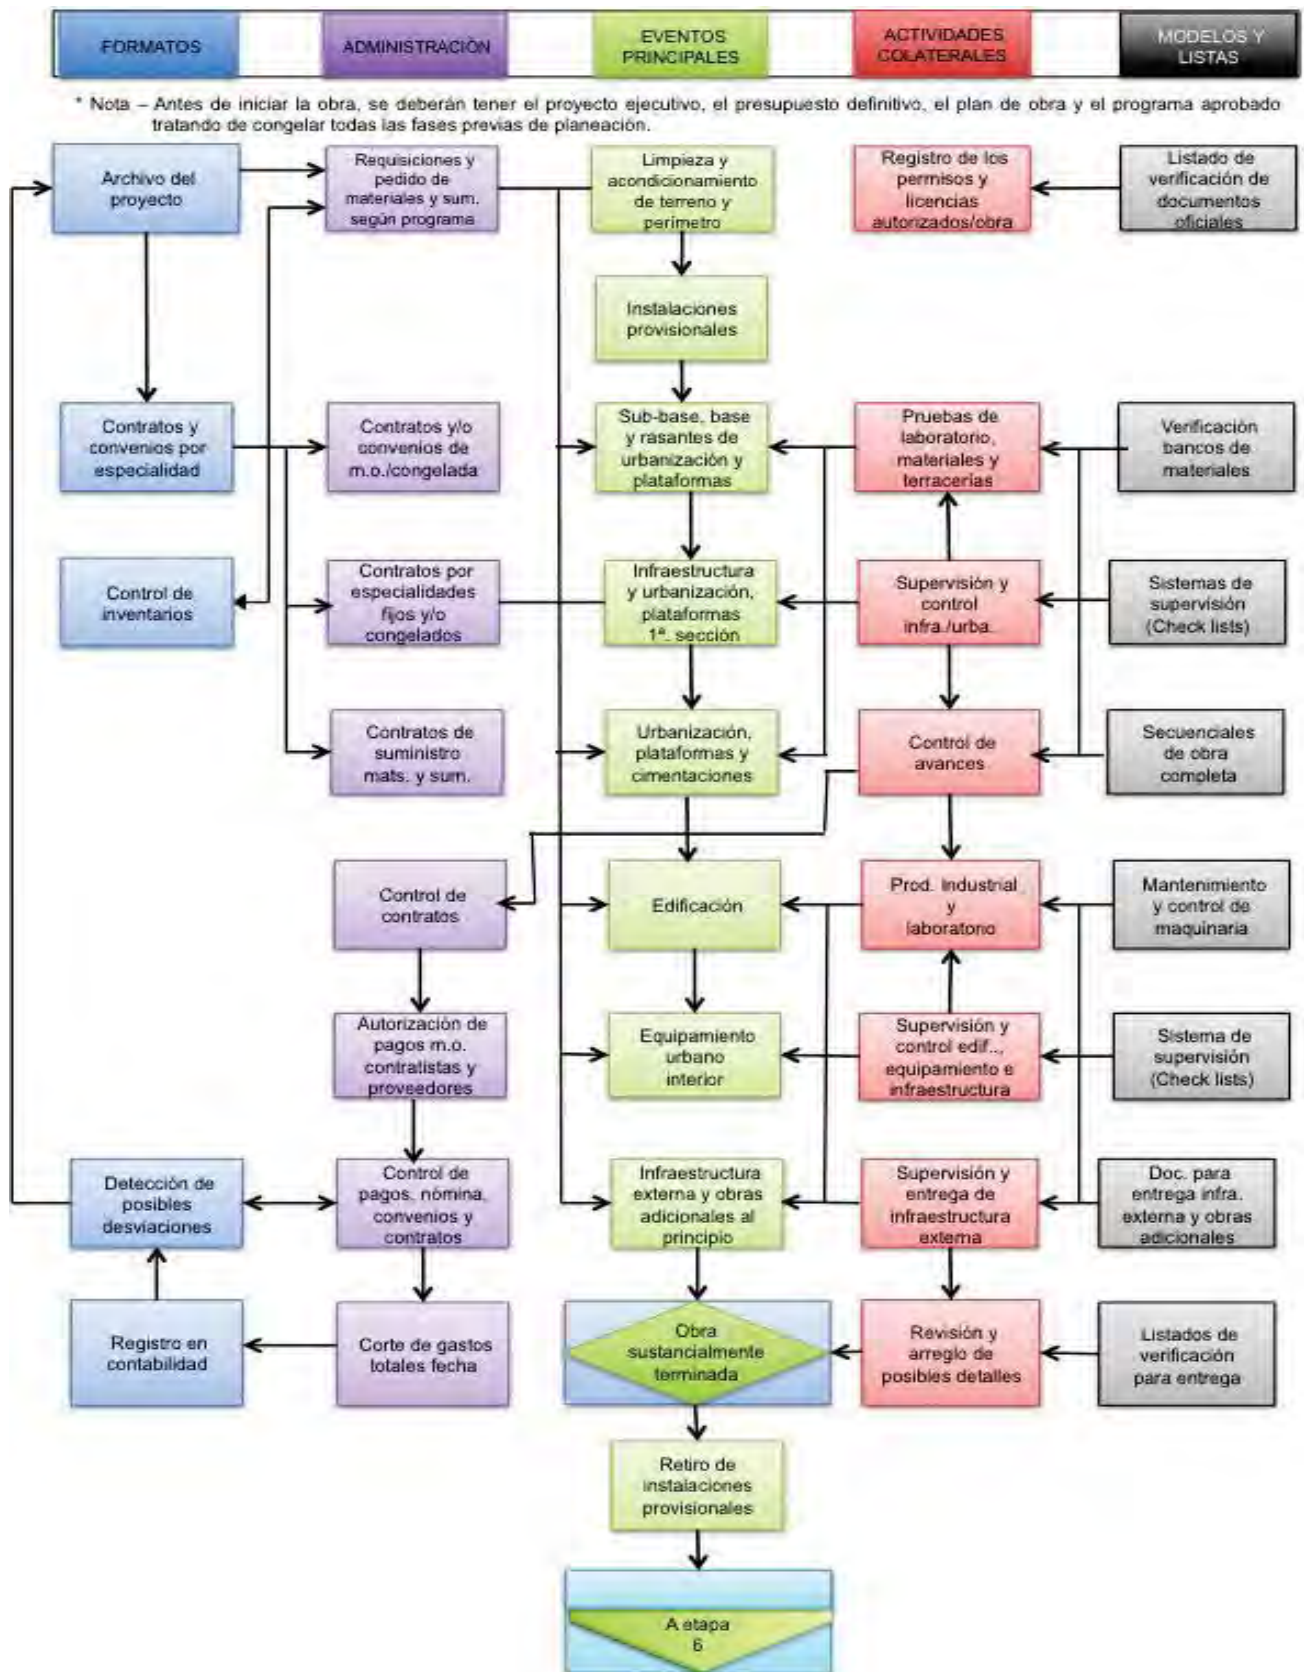 FORMATOS
ADMINISTRACIÓN
EVENTOS
PRINCIPALES
ACTIVIDADES
COLATERALES
MODELOS Y
LISTAS
* Nota – Antes de iniciar la obra, se deberán tener el proyecto ejecutivo, el presupuesto definitivo, el plan de obra y el programa aprobado
tratando de congelar todas las fases previas de planeación.
Archivo del
proyecto
Requisiciones y
pedido de
materiales y sum.
según programa
Limpieza y
acondicionamiento
de terreno y
perímetro
Registro de los
permisos y
licencias
autorizados/obra
Listado de
verificación de
documentos
oficiales
Instalaciones
provisionales
Contratos y
convenios por
especialidad
Contratos y/o
convenios de
m.o./congelada
Sub-base, base
y rasantes de
urbanización y
plataformas
Pruebas de
laboratorio,
materiales y
terracerías
Verificación
bancos de
materiales
Control de
inventarios
Contratos por
especialidades
fijos y/o
congelados
Infraestructura
y urbanización,
plataformas
1ª. sección
Supervisión y
control
infra./urba.
Sistemas de
supervisión
(Check lists)
Contratos de
suministro
mats. y sum.
Urbanización,
plataformas y
cimentaciones
Control de
avances
Secuenciales
de obra
completa
Control de
contratos
Edificación
Prod. Industrial
y
laboratorio
Mantenimiento
y control de
maquinaria
Autorización de
pagos m.o.
contratistas y
proveedores
Equipamiento
urbano
interior
Supervisión y
control edif..,
equipamiento e
infraestructura
Sistema de
supervisión
(Check lists)
Detección de
posibles
desviaciones
Control de
pagos, nómina,
convenios y
contratos
Infraestructura
externa y obras
adicionales al
principio
Supervisión y
entrega de
infraestructura
externa
Doc. para
entrega infra.
externa y obras
adicionales
Registro en
contabilidad
Corte de gastos
totales fecha
Obra
sustancialmente
terminada
Revisión y
arreglo de
posibles detalles
Listados de
verificación
para entrega
Retiro de
instalaciones
provisionales
A etapa
6